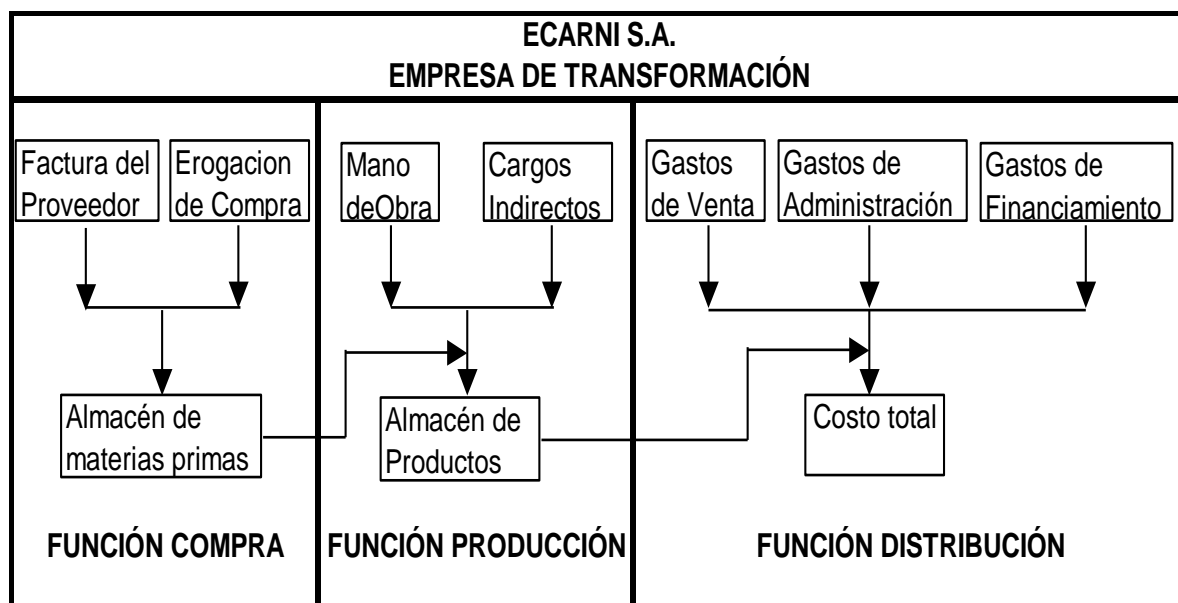 ECARNI S.A.
EMPRESA DE TRANSFORMACIÓN
Factura del
Proveedor
Erogacion
de Compra
Almacén de
materias primas
FUNCIÓN COMPRA
Mano
deObra
Cargos
Indirectos
Almacén de
Productos
FUNCIÓN PRODUCCIÓN
Gastos
de Venta
Gastos de
Administración
Gastos de
Financiamiento
Costo total
FUNCIÓN DISTRIBUCIÓN